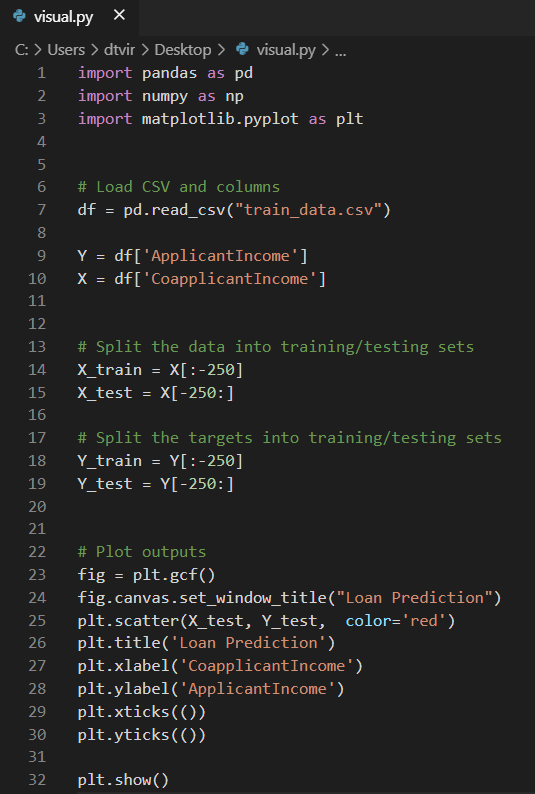 visual.py
C: > Users > dtvir > Desktop > visual.py > ...
1 import pandas as pd
2 import numpy as np
3 import matplotlib.pyplot as plt
4
5
6 # Load CSV and columns
7 df = pd.read_csv("train_data.csv")
8
9 Y = df['ApplicantIncome']
10 X = df['CoapplicantIncome']
11
12
13 # Split the data into training/testing sets
14 X_train = X[:-250]
15 X_test = X[-250:]
16
17 # Split the targets into training/testing sets
18 Y_train = Y[:-250]
19 Y_test = Y[-250:]
20
21
22 # Plot outputs
23 fig = plt.gcf()
24 fig.canvas.set_window_title("Loan Prediction")
25 plt.scatter(X_test, Y_test,  color='red')
26 plt.title('Loan Prediction')
27 plt.xlabel('CoapplicantIncome')
28 plt.ylabel('ApplicantIncome')
29 plt.xticks(())
30 plt.yticks(())
31
32 plt.show()